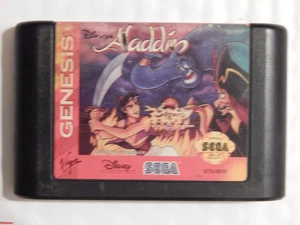 GENESIS
Disney's
Aladdin
SEGA
Virgin
Disney
SEGA